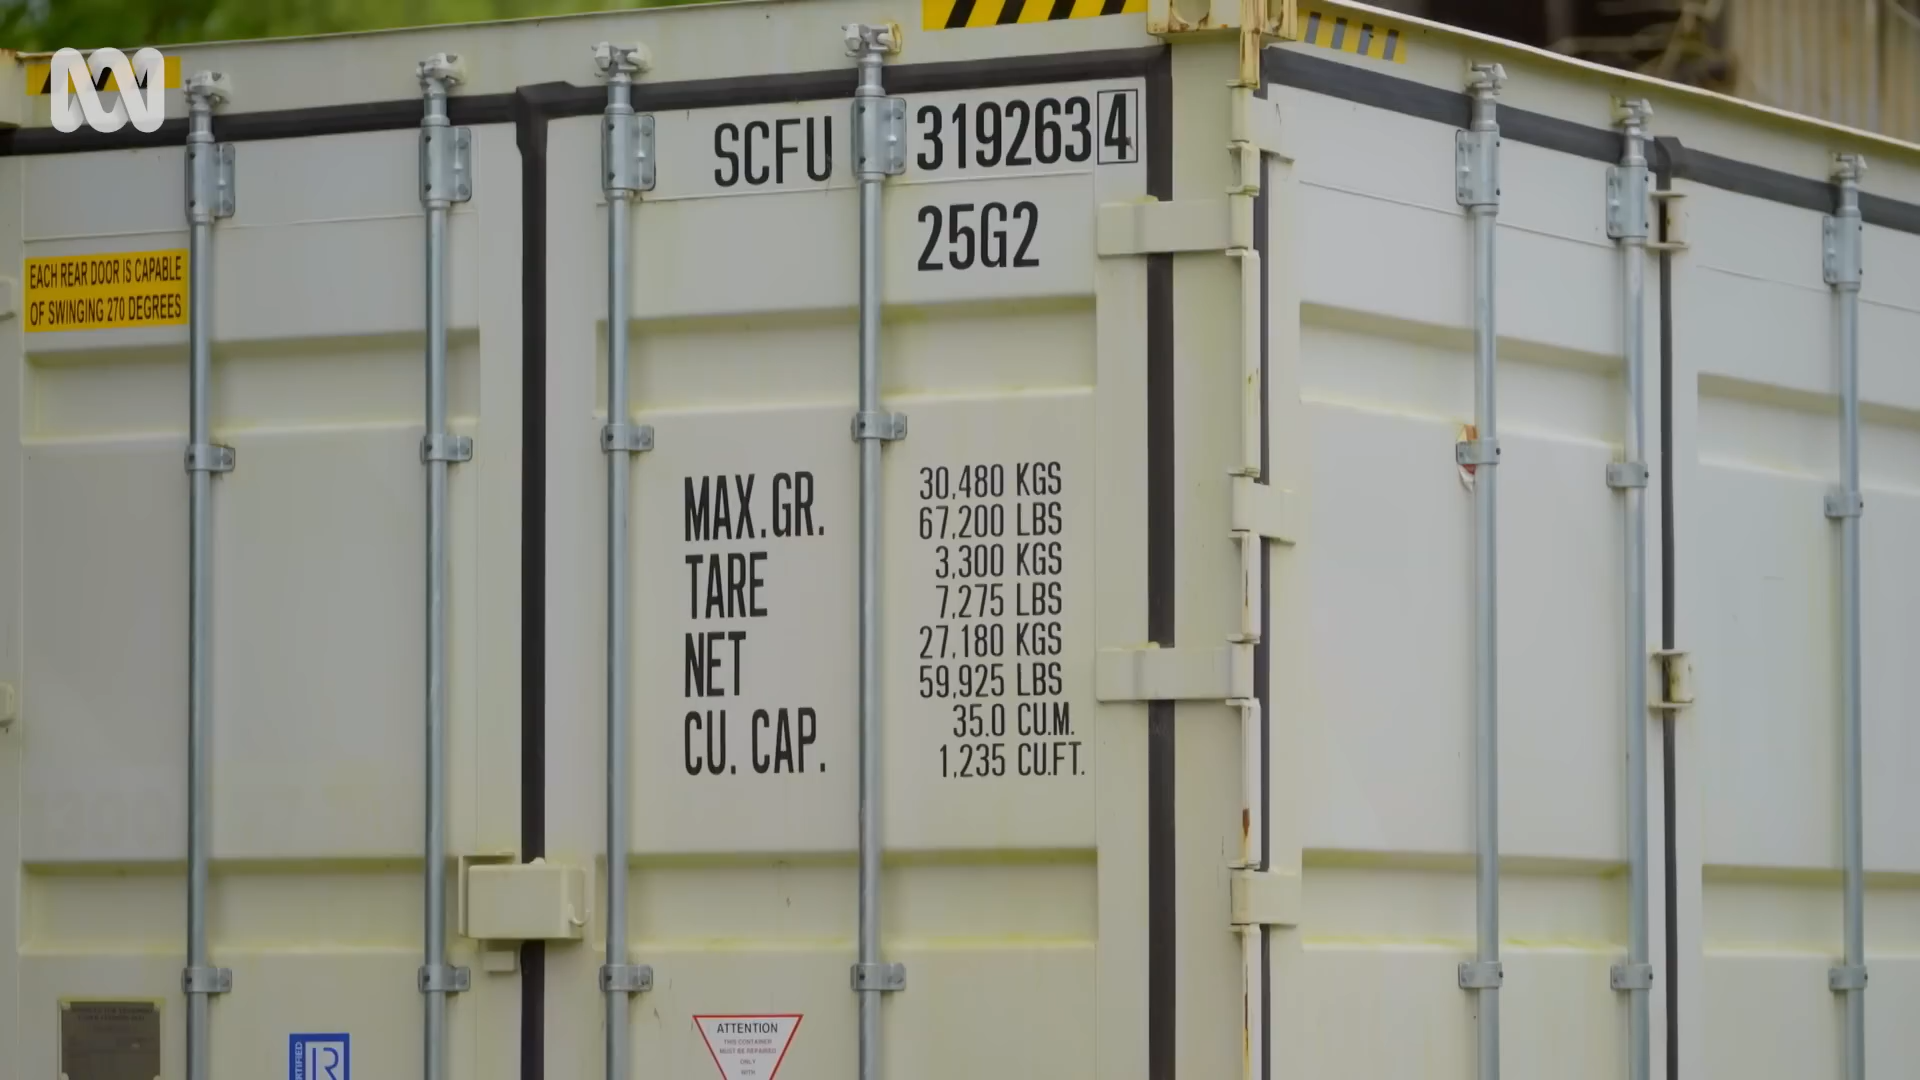 SCFU 319263 4
25G2
EACH REAR DOOR IS CAPABLE
OF SWINGING 270 DEGREES
MAX.GR. 30,480 KGS
67,200 LBS
TARE 3,300 KGS
7,275 LBS
NET 27,180 KGS
59,925 LBS
CU. CAP. 35.0 CU.M.
1,235 CU.FT.
ATTENTION
THIS CONTAINER
MUST BE REPAIRED
ONLY
WITH